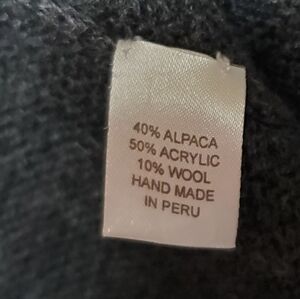 40% ALPACA
50% ACRYLIC
10% WOOL
HAND MADE
IN PERU